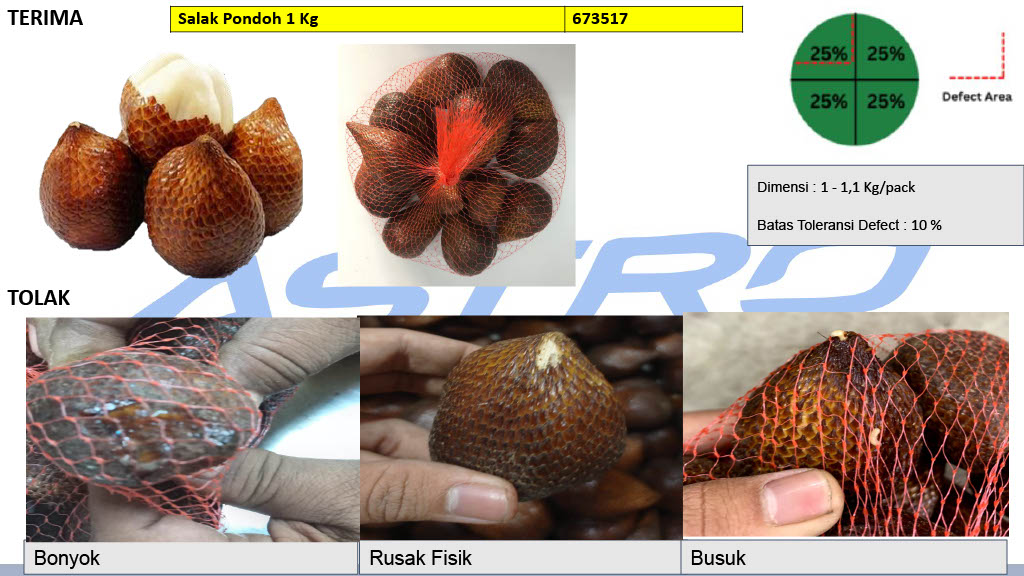 TERIMA
Salak Pondoh 1 Kg 673517
25% 25%
25% 25%
Defect Area
Dimensi : 1 - 1,1 Kg/pack
Batas Toleransi Defect : 10 %
ASTRO
TOLAK
Bonyok Rusak Fisik Busuk